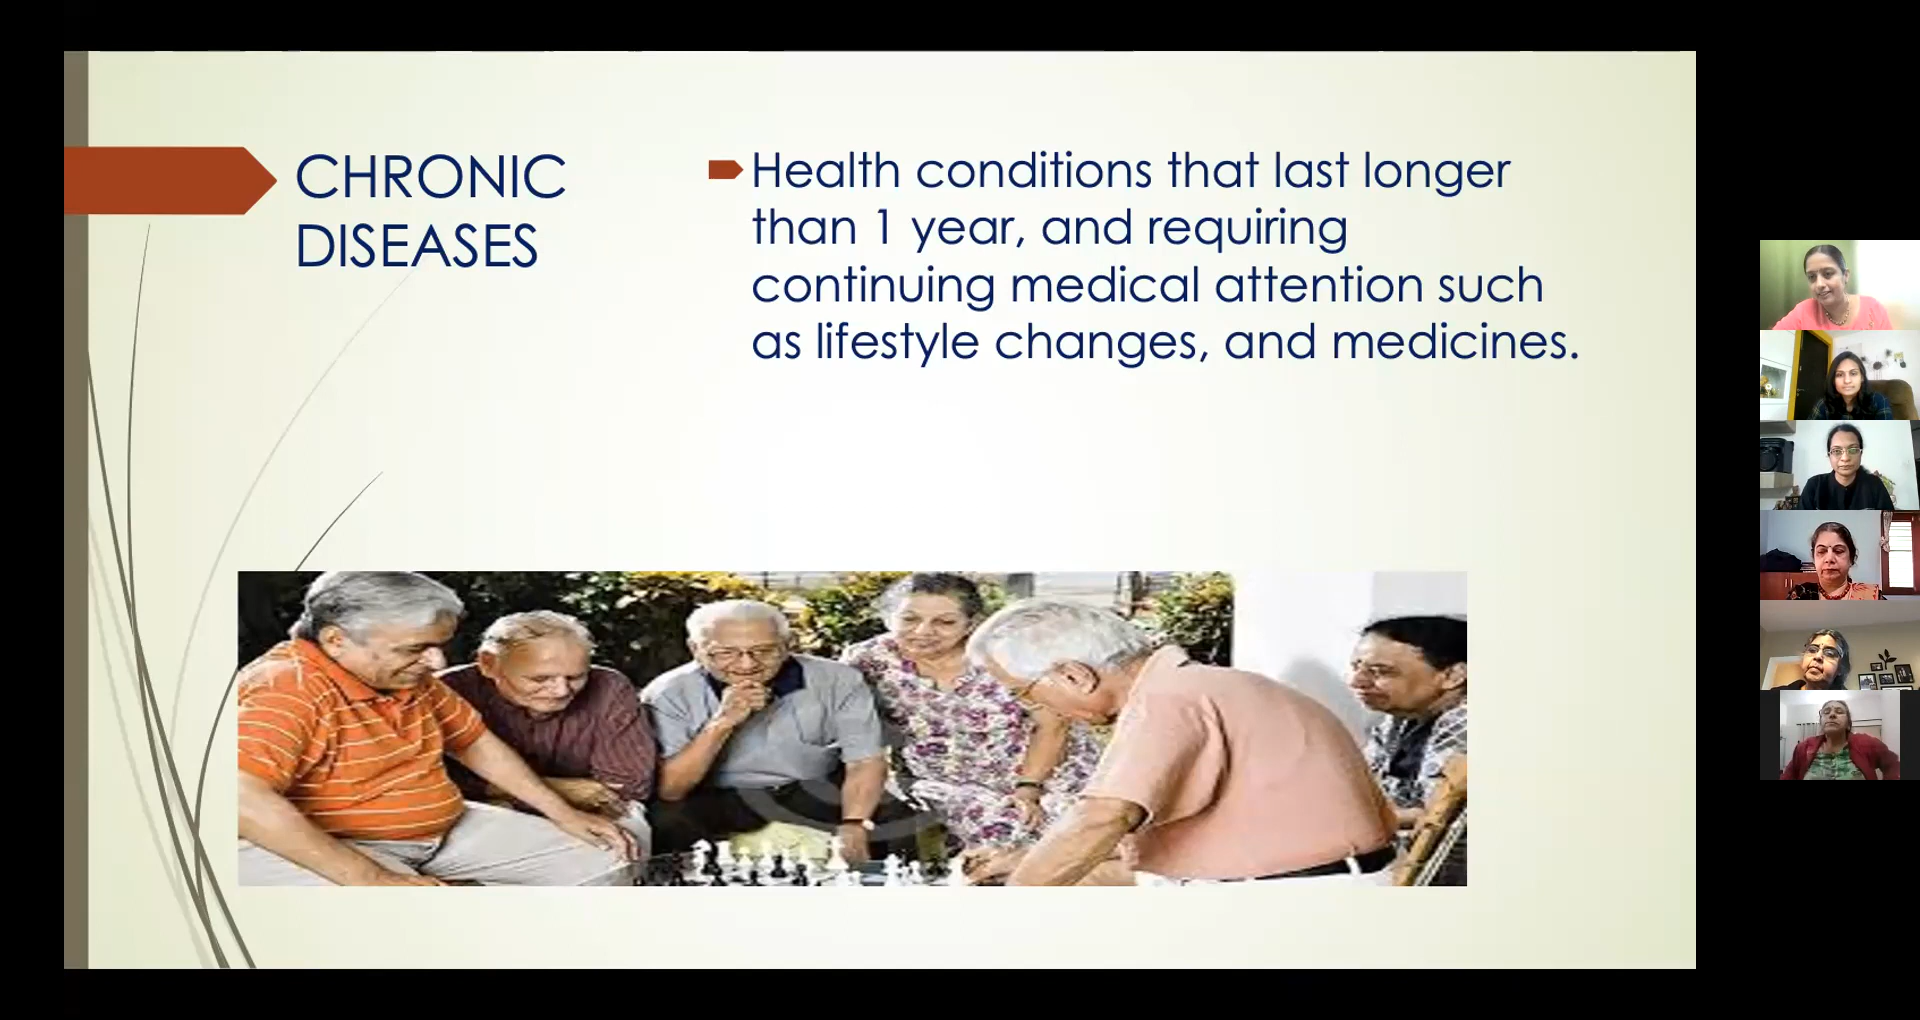 CHRONIC
DISEASES
Health conditions that last longer
than 1 year, and requiring
continuing medical attention such
as lifestyle changes, and medicines.